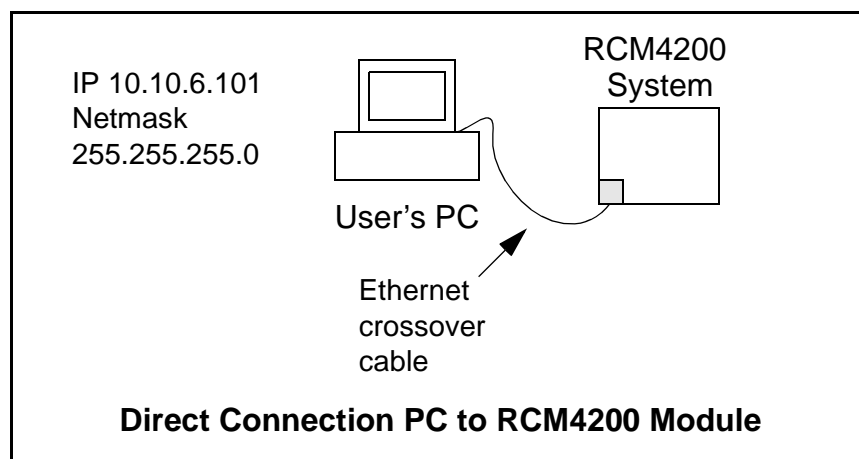 IP 10.10.6.101
Netmask
255.255.255.0
RCM4200
System
User's PC
Ethernet
crossover
cable
Direct Connection PC to RCM4200 Module